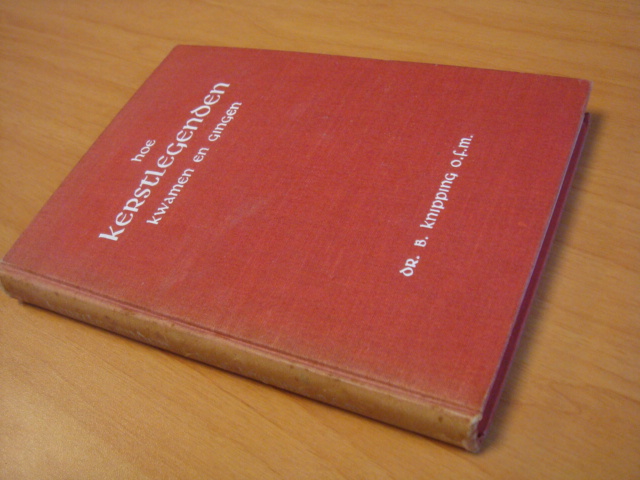 hoe
KERSTLEGENDEN
KWAMEN EN GINGEN
DR. B. KNIPPING O.F.M.